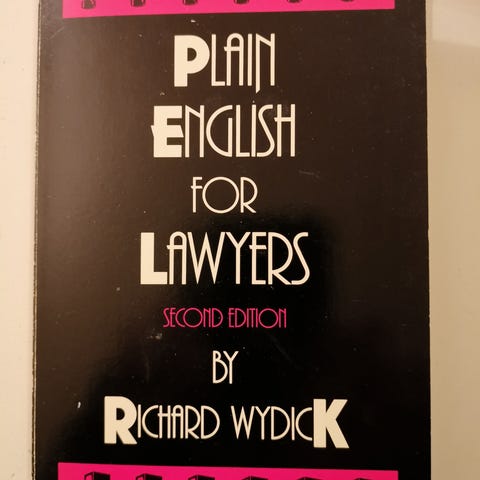 PLAIN
ENGLISH
FOR
LAWYERS
SECOND EDITION
BY
RICHARD WYDICK